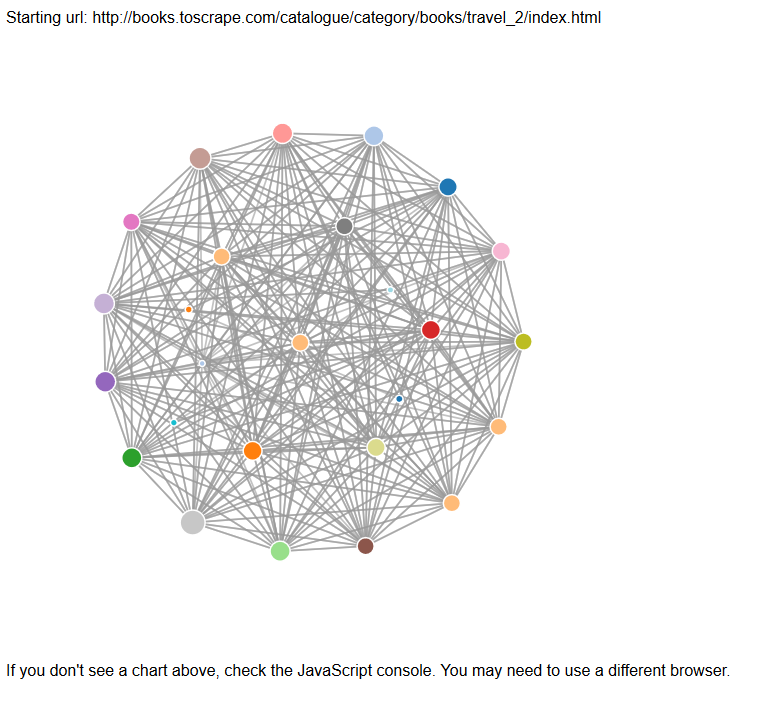 Starting url: http://books.toscrape.com/catalogue/category/books/travel_2/index.html
If you don't see a chart above, check the JavaScript console. You may need to use a different browser.